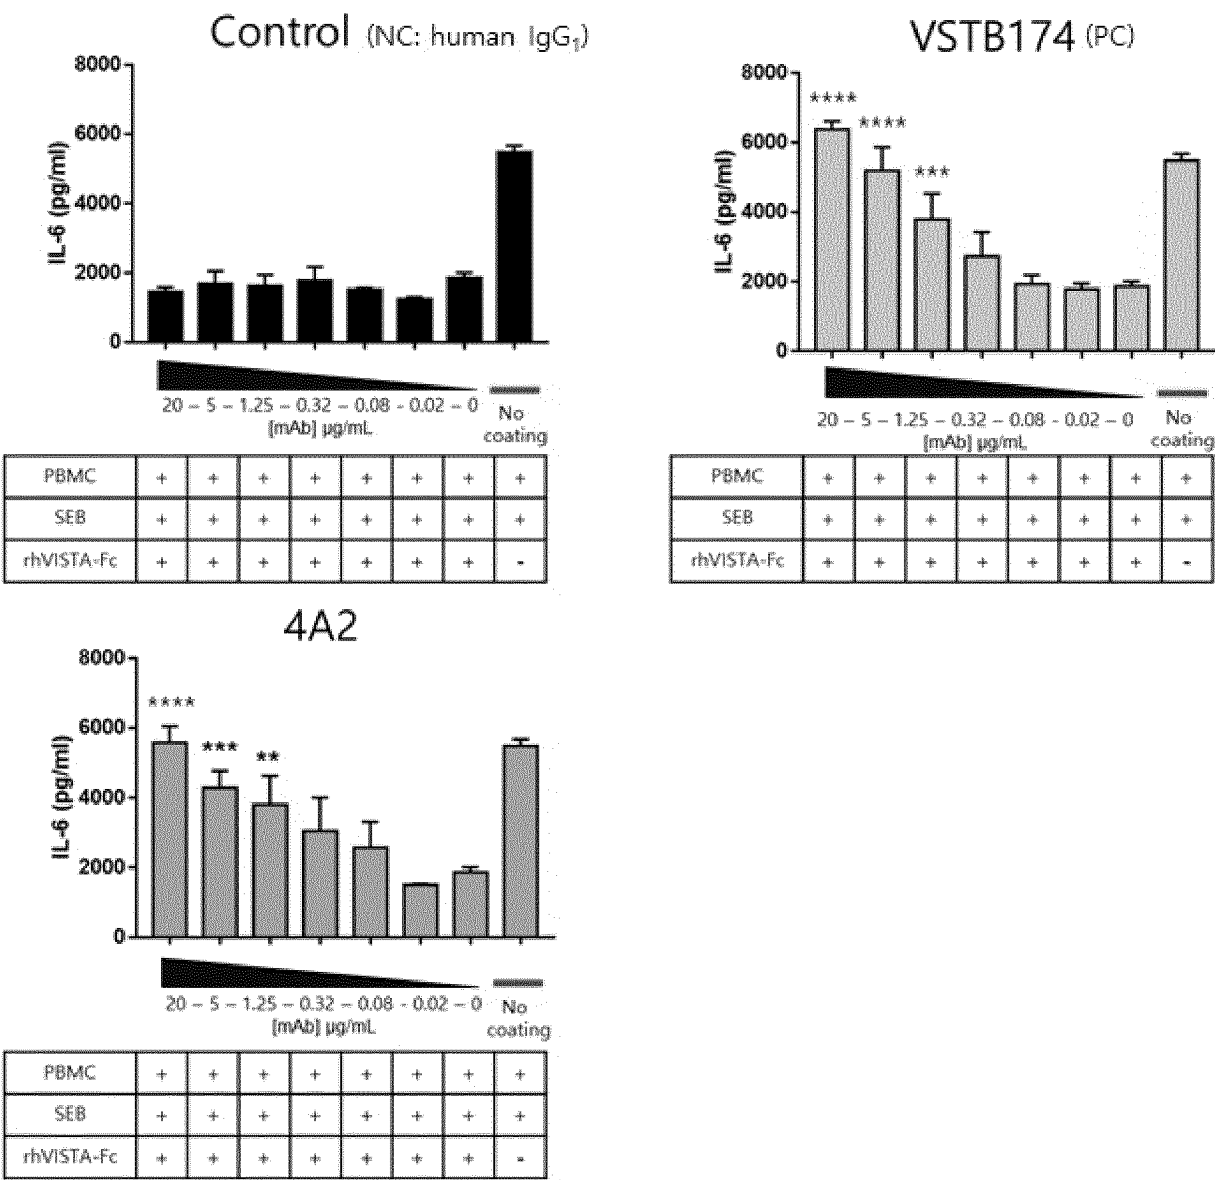 Control (NC: human IgG1)
8000
6000
4000
2000
0
IL-6 (pg/ml)
20 – 5 – 1.25 – 0.32 – 0.08 - 0.02 – 0
[mAb] µg/mL
No
coating
PBMC + + + + + + + +
SEB + + + + + + + +
rhVISTA-Fc + + + + + + + -
VSTB174 (PC)
8000
6000
4000
2000
0
IL-6 (pg/ml)
**** **** ***
20 – 5 – 1.25 – 0.32 – 0.08 - 0.02 – 0
[mAb] µg/mL
No
coating
PBMC + + + + + + + +
SEB + + + + + + + +
rhVISTA-Fc + + + + + + + -
4A2
8000
6000
4000
2000
0
IL-6 (pg/ml)
**** *** **
20 – 5 – 1.25 – 0.32 – 0.08 - 0.02 – 0
[mAb] µg/mL
No
coating
PBMC + + + + + + + +
SEB + + + + + + + +
rhVISTA-Fc + + + + + + + -